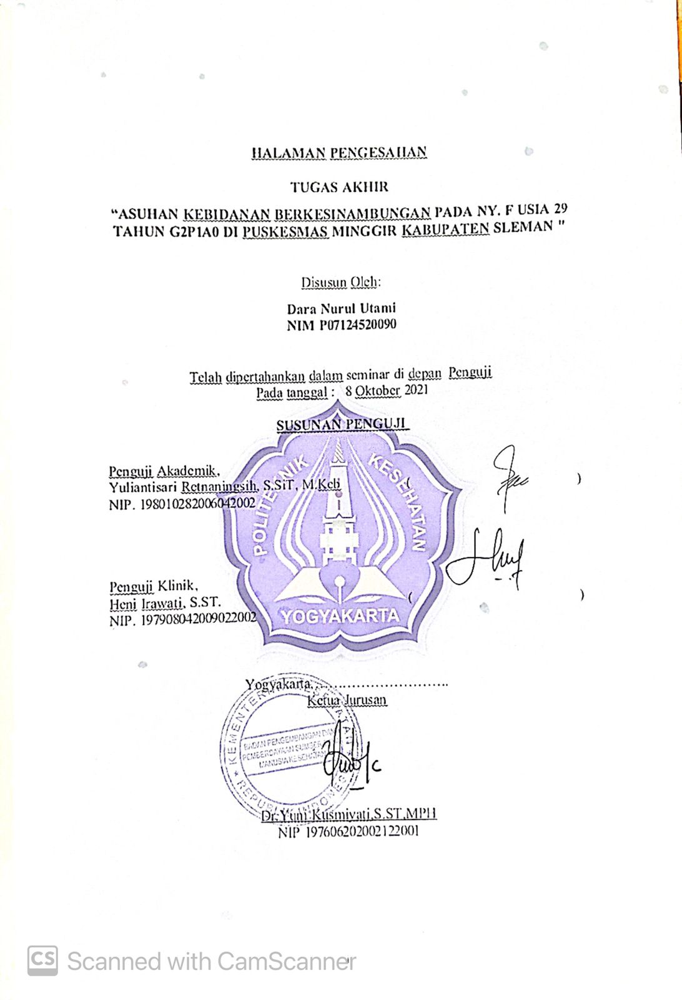 HALAMAN PENGESAHAN
TUGAS AKHIR
“ASUHAN KEBIDANAN BERKESINAMBUNGAN PADA NY. F USIA 29
TAHUN G2P1A0 DI PUSKESMAS MINGGIR KABUPATEN SLEMAN "
Disusun Oleh:
Dara Nurul Utami
NIM P07124520090
Telah dipertahankan dalam seminar di depan Penguji
Pada tanggal : 8 Oktober 2021
SUSUNAN PENGUJI
POLITEKNIK KESEHATAN
Penguji Akademik,
Yuliantisari Retnaningsih, S.SiT, M.Keb ( )
NIP. 198010282006042002
Penguji Klinik,
Heni Irawati, S.ST. ( )
NIP. 197908042009022002
YOGYAKARTA
Yogyakarta,...............................
Ketua Jurusan
KEMENTERIAN KESEHATAN
BADAN PENGEMBANGAN DAN
PEMBERDAYAAN SUMBER
MANUSIA KESEHATAN
REPUBLIK INDONESIA
Dr.Yuni Kusmiyati,S.ST,MPH
NIP 197606202002122001
CS Scanned with CamScanner